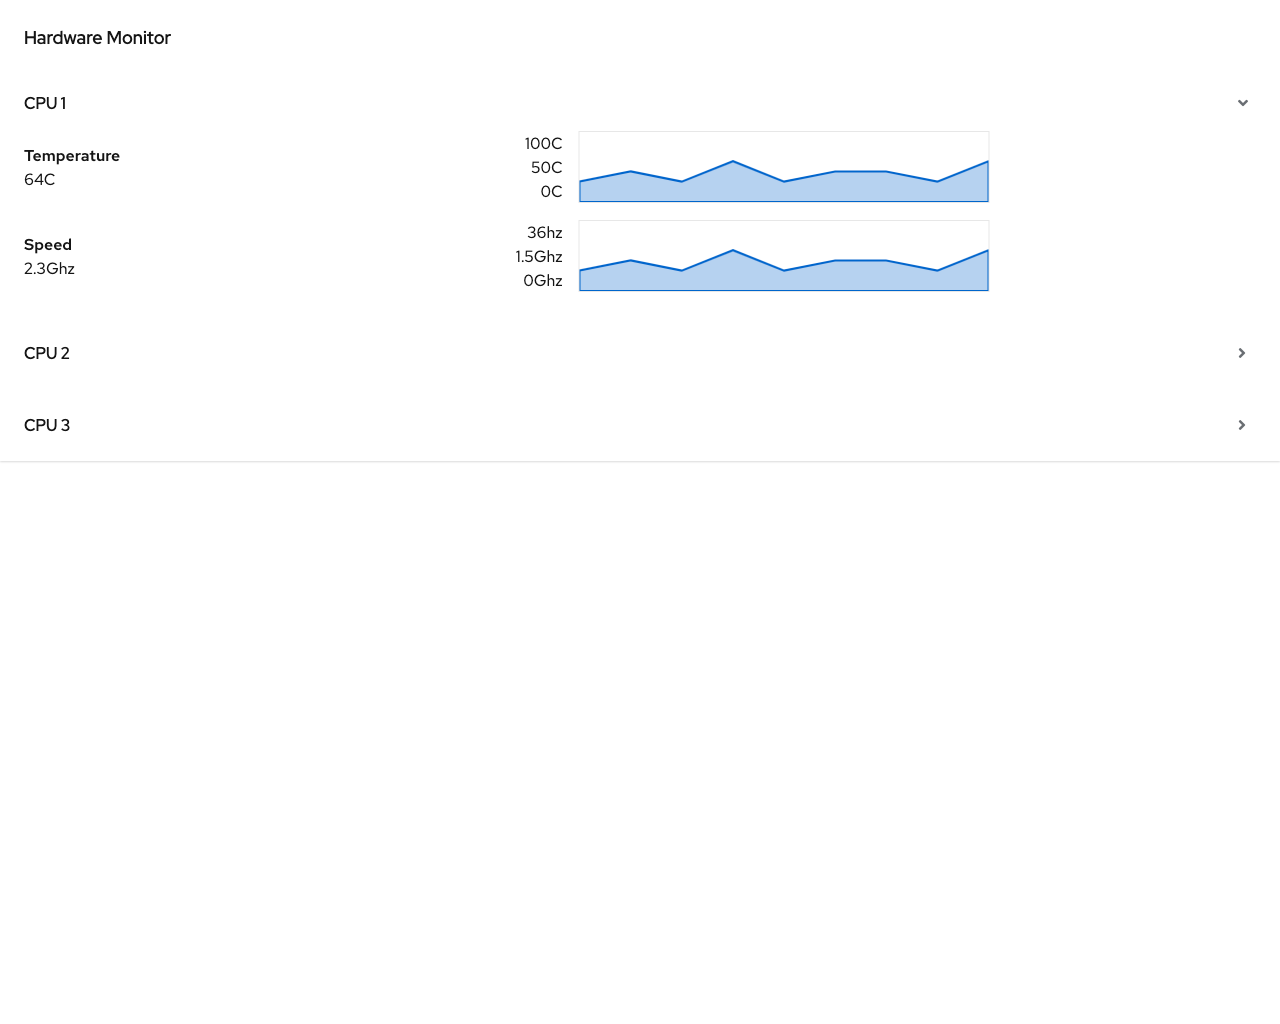 Hardware Monitor
CPU 1
Temperature
64C
100C
50C
0C
Speed
2.3Ghz
36hz
1.5Ghz
0Ghz
CPU 2
CPU 3